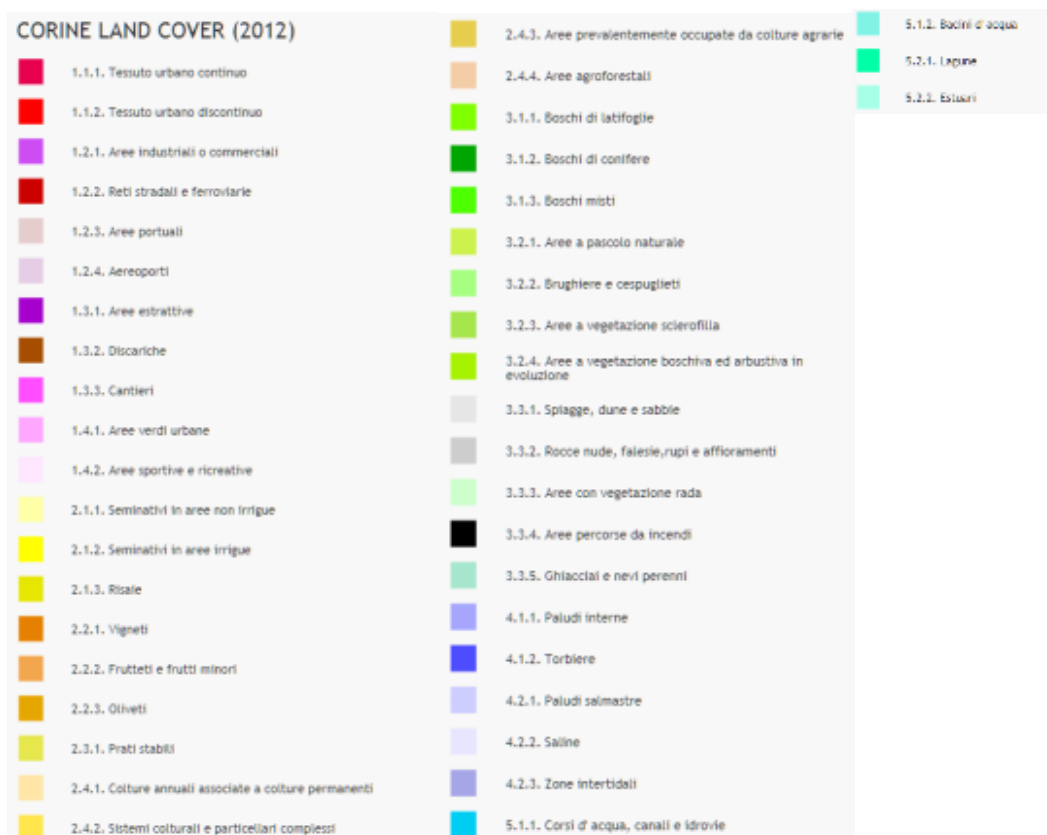 CORINE LAND COVER (2012)
1.1.1. Tessuto urbano continuo
1.1.2. Tessuto urbano discontinuo
1.2.1. Aree industriali o commerciali
1.2.2. Reti stradali e ferroviarie
1.2.3. Aree portuali
1.2.4. Aereoporti
1.3.1. Aree estrattive
1.3.2. Discariche
1.3.3. Cantieri
1.4.1. Aree verdi urbane
1.4.2. Aree sportive e ricreative
2.1.1. Seminativi in aree non irrigue
2.1.2. Seminativi in aree irrigue
2.1.3. Risaie
2.2.1. Vigneti
2.2.2. Frutteti e frutti minori
2.2.3. Oliveti
2.3.1. Prati stabili
2.4.1. Colture annuali associate a colture permanenti
2.4.2. Sistemi colturali e particellari complessi
2.4.3. Aree prevalentemente occupate da colture agrarie
2.4.4. Aree agroforestali
3.1.1. Boschi di latifoglie
3.1.2. Boschi di conifere
3.1.3. Boschi misti
3.2.1. Aree a pascolo naturale
3.2.2. Brughiere e cespuglieti
3.2.3. Aree a vegetazione sclerofilla
3.2.4. Aree a vegetazione boschiva ed arbustiva in
evoluzione
3.3.1. Spiagge, dune e sabbie
3.3.2. Rocce nude, falesie,rupi e affioramenti
3.3.3. Aree con vegetazione rada
3.3.4. Aree percorse da incendi
3.3.5. Ghiacciai e nevi perenni
4.1.1. Paludi interne
4.1.2. Torbiere
4.2.1. Paludi salmastre
4.2.2. Saline
4.2.3. Zone intertidali
5.1.1. Corsi d' acqua, canali e idrovie
5.1.2. Bacini d'acqua
5.2.1. Lagune
5.2.2. Estuari